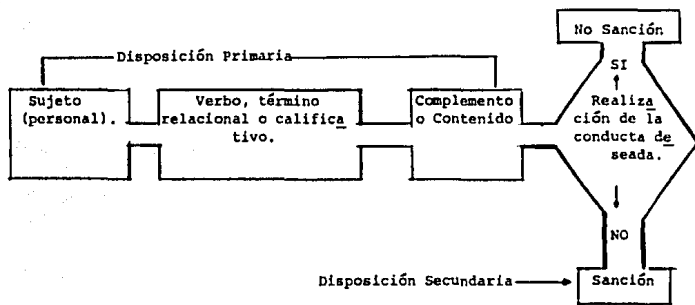 No Sanción
Disposición Primaria
SI
Sujeto
(personal).
Verbo, término
relacional o califica
tivo.
Complemento
o Contenido
Realiza
ción de la
conducta de
seada.
NO
Disposición Secundaria
Sanción